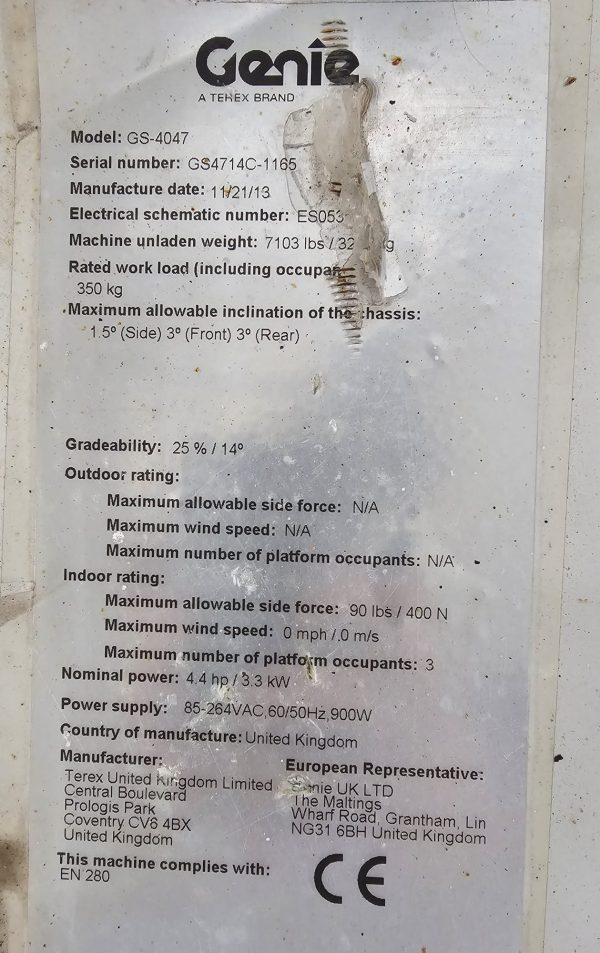 Genie
A TEREX BRAND
Model: GS-4047
Serial number: GS4714C-1165
Manufacture date: 11/21/13
Electrical schematic number: ES053
Machine unladen weight: 7103 lbs / 32
Rated work load (including
350 kg
Maximum allowable inclination of the chassis:
1.5º (Side) 3º (Front) 3º (Rear)
Gradeability: 25 % / 14º
Outdoor rating:
Maximum allowable side force: N/A
Maximum wind speed: N/A
Maximum number of platform occupants: N/A
Indoor rating:
Maximum allowable side force: 90 lbs / 400 N
Maximum wind speed: 0 mph / 0 m/s
Maximum number of platform occupants: 3
Nominal power: 4.4 hp / 3.3 kW
Power supply: 85-264VAC,60/50Hz,900W
Country of manufacture: United Kingdom
Manufacturer:
Terex United Kingdom Limited
Central Boulevard
Prologis Park
Coventry CV6 4BX
United Kingdom
European Representative:
Genie UK LTD
The Maltings
Wharf Road, Grantham, Lin
NG31 6BH United Kingdom
This machine complies with:
EN 280
CE